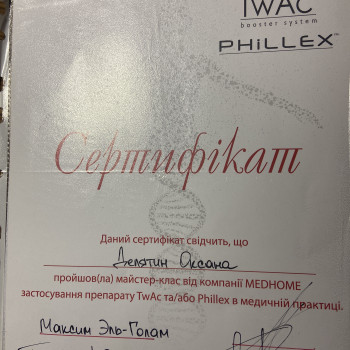 TWAC
booster system
PHILLEX™
Сертифікат
Даний сертифікат свідчить, що
Делятин Оксана
пройшов(ла) майстер-клас від компанії MEDHOME
застосування препарату TwAc та/або Phillex в медичній практиці.
Максим Эль-Голам